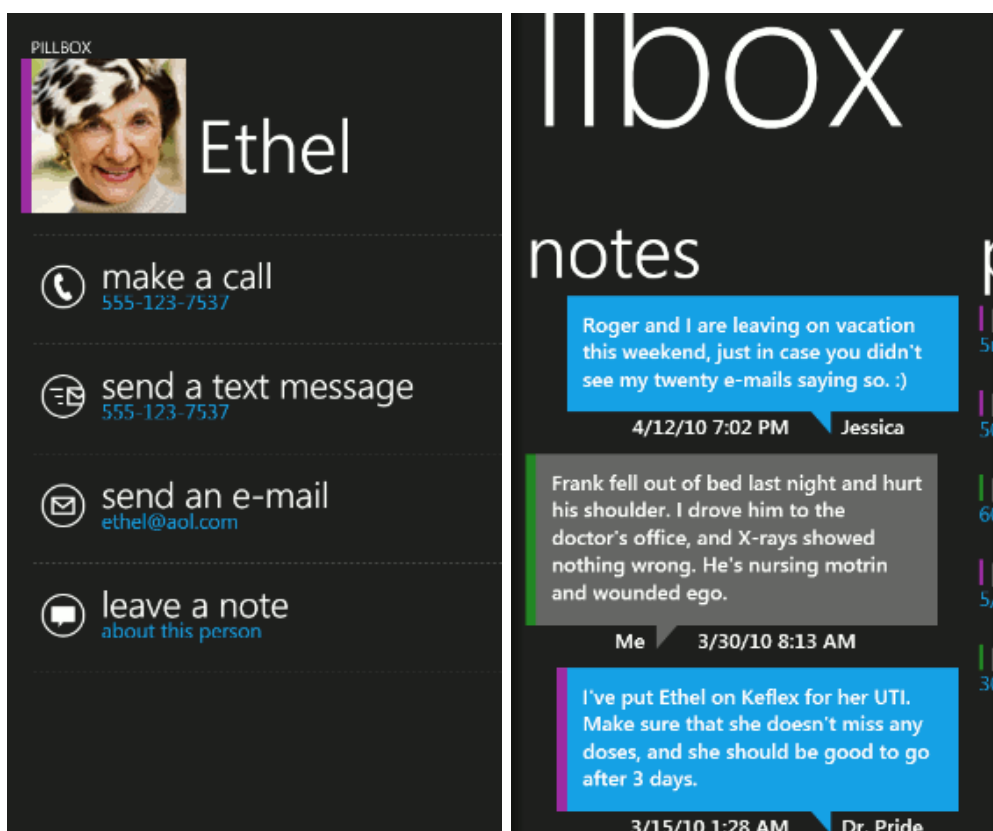 PILLBOX
Ethel
make a call
555-123-7537
send a text message
555-123-7537
send an e-mail
ethel@aol.com
leave a note
about this person
llbox
notes
Roger and I are leaving on vacation
this weekend, just in case you didn't
see my twenty e-mails saying so. :)
4/12/10 7:02 PM Jessica
Frank fell out of bed last night and hurt
his shoulder. I drove him to the
doctor's office, and X-rays showed
nothing wrong. He's nursing motrin
and wounded ego.
Me 3/30/10 8:13 AM
I've put Ethel on Keflex for her UTI.
Make sure that she doesn't miss any
doses, and she should be good to go
after 3 days.
3/15/10 1:28 AM Dr. Pride